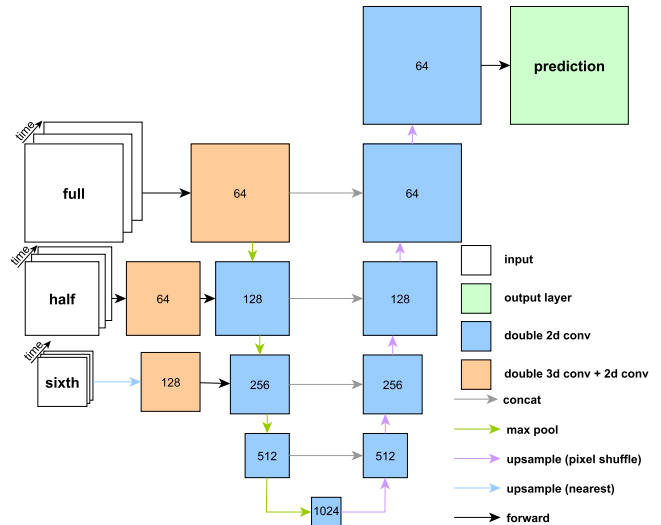 64
prediction
time
full
64
64
time
half
64
128
128
input
output layer
double 2d conv
double 3d conv + 2d conv
time
sixth
128
256
256
concat
max pool
512
512
upsample (pixel shuffle)
upsample (nearest)
1024
forward